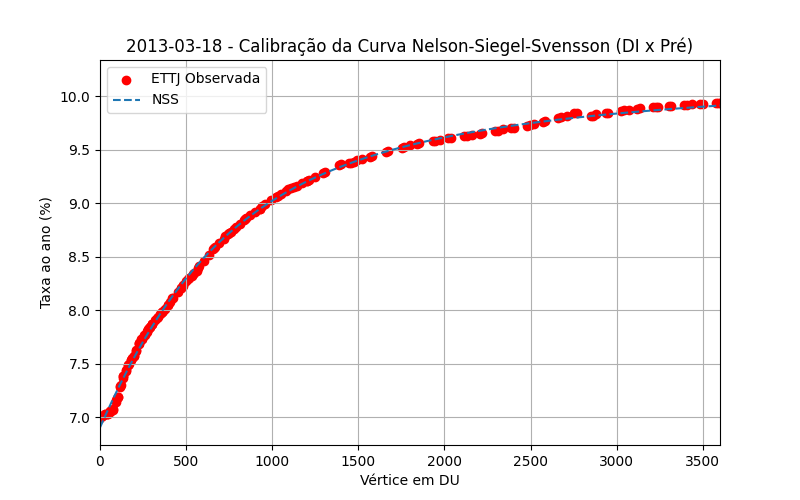 2013-03-18 - Calibração da Curva Nelson-Siegel-Svensson (DI x Pré)
ETTJ Observada
NSS
Taxa ao ano (%)
10.0
9.5
9.0
8.5
8.0
7.5
7.0
0 500 1000 1500 2000 2500 3000 3500
Vértice em DU